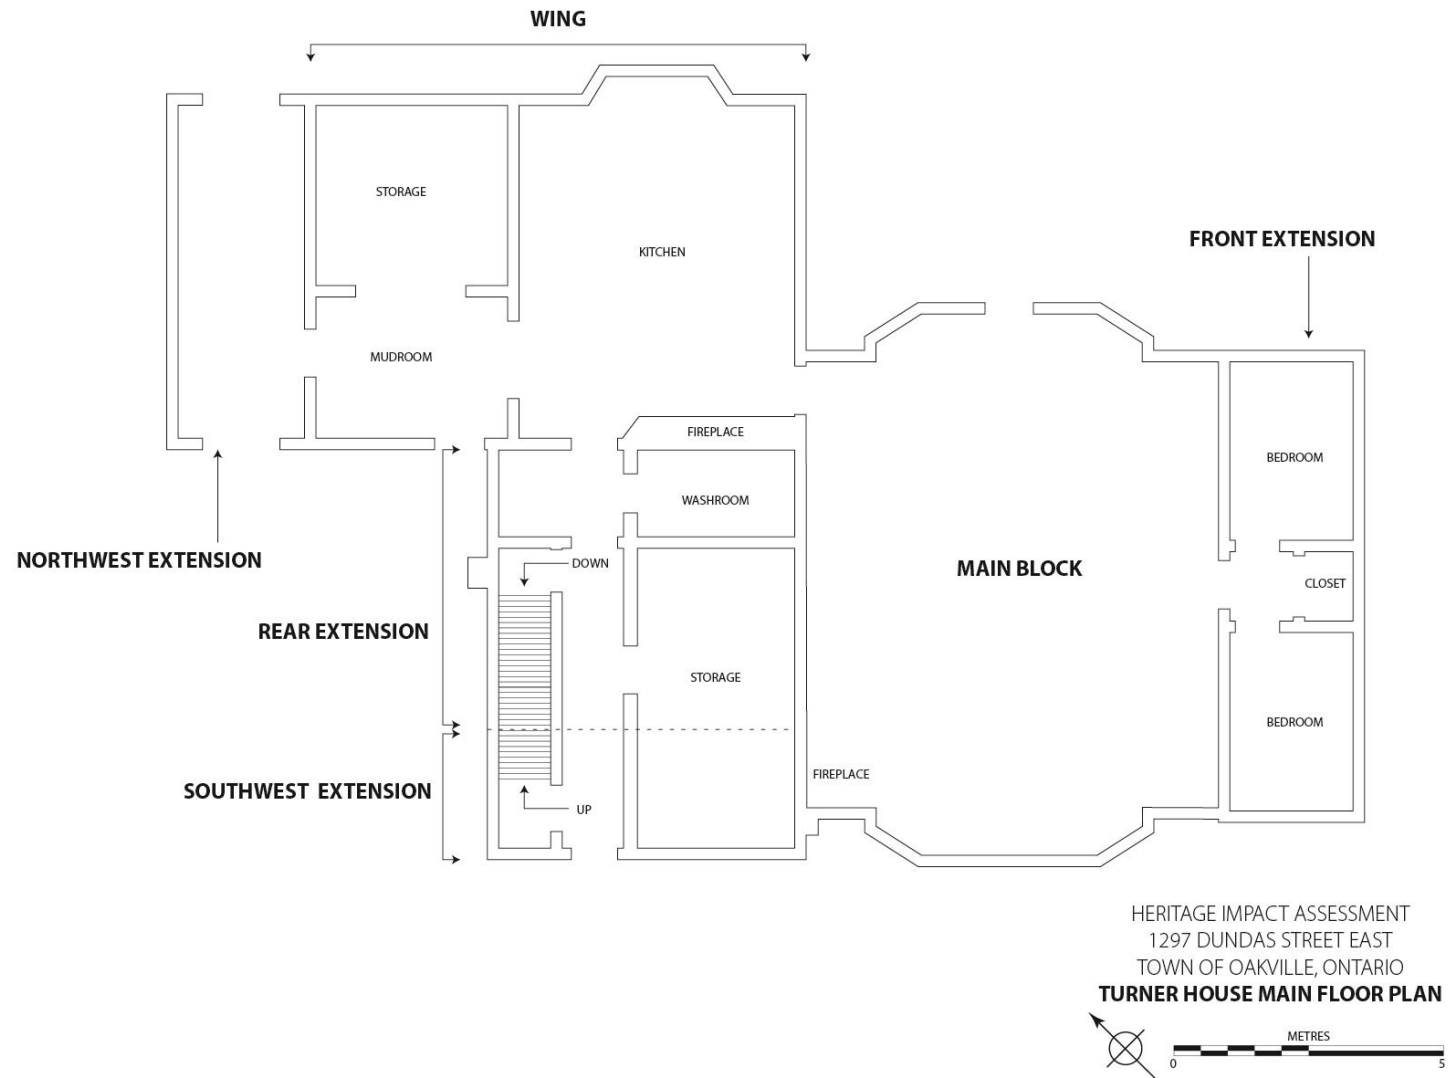 WING
STORAGE
KITCHEN
FRONT EXTENSION
MUDROOM
FIREPLACE
BEDROOM
WASHROOM
NORTHWEST EXTENSION
DOWN
MAIN BLOCK
CLOSET
REAR EXTENSION
STORAGE
BEDROOM
FIREPLACE
SOUTHWEST  EXTENSION
UP
HERITAGE IMPACT ASSESSMENT
1297 DUNDAS STREET EAST
TOWN OF OAKVILLE, ONTARIO
TURNER HOUSE MAIN FLOOR PLAN
METRES
0 5